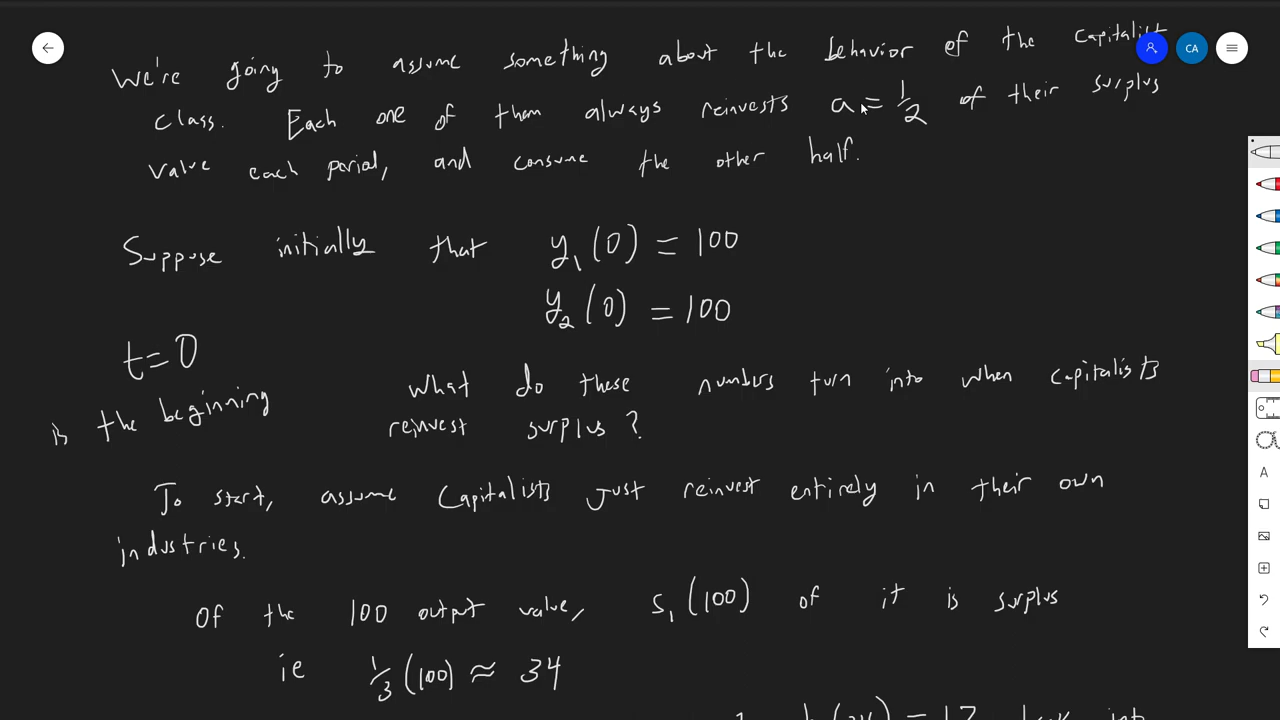 We're going to assume something about the behavior of the capitalist
class. Each one of them always reinvests a = 1/2 of their surplus
value each period, and consume the other half.
Suppose initially that y₁(0) = 100
y₂(0) = 100
t=0
is the beginning
What do these numbers turn into when capitalists
reinvest surplus?
To start, assume Capitalists Just reinvest entirely in their own
industries.
Of the 100 output value, s₁(100) of it is surplus
ie 1/3(100) ≈ 34
CA
A